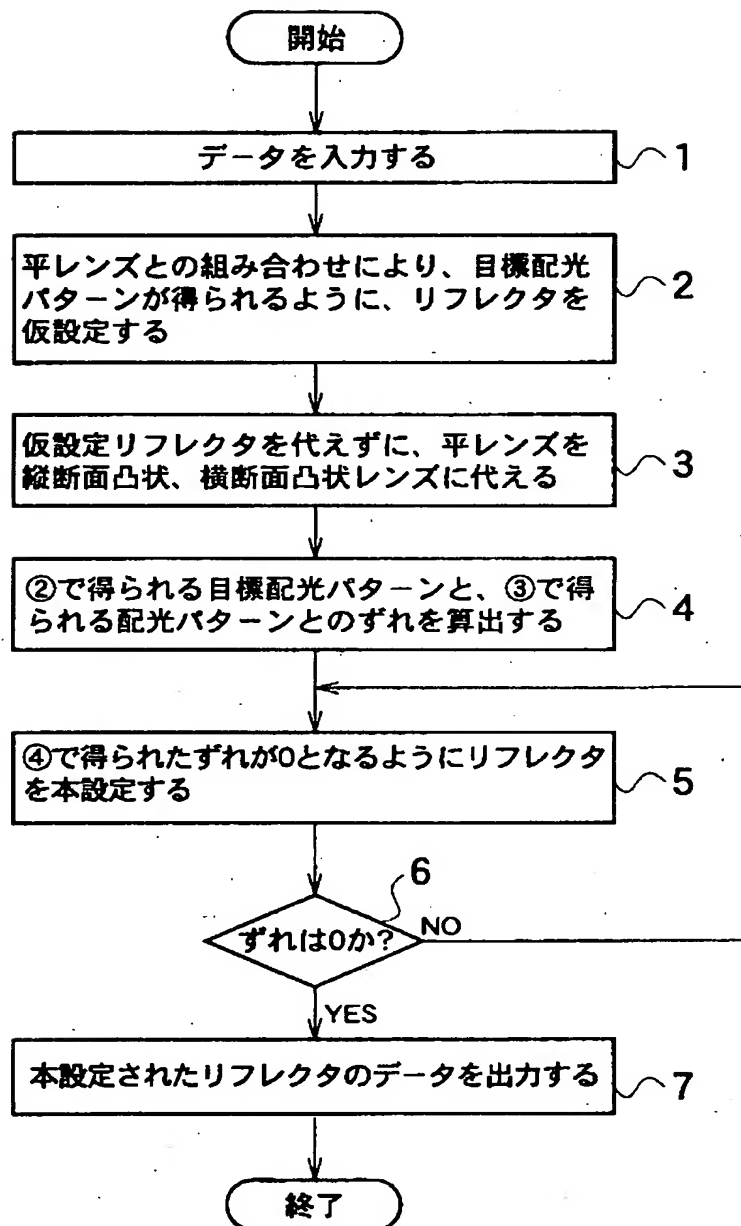 開始
データを入力する
1
平レンズとの組み合わせにより、目標配光
パターンが得られるように、リフレクタを
仮設定する
2
仮設定リフレクタを代えずに、平レンズを
縦断面凸状、横断面凸状レンズに代える
3
②で得られる目標配光パターンと、③で得
られる配光パターンとのずれを算出する
4
④で得られたずれが0となるようにリフレクタ
を本設定する
5
6
ずれは0か?
NO
YES
本設定されたリフレクタのデータを出力する
7
終了